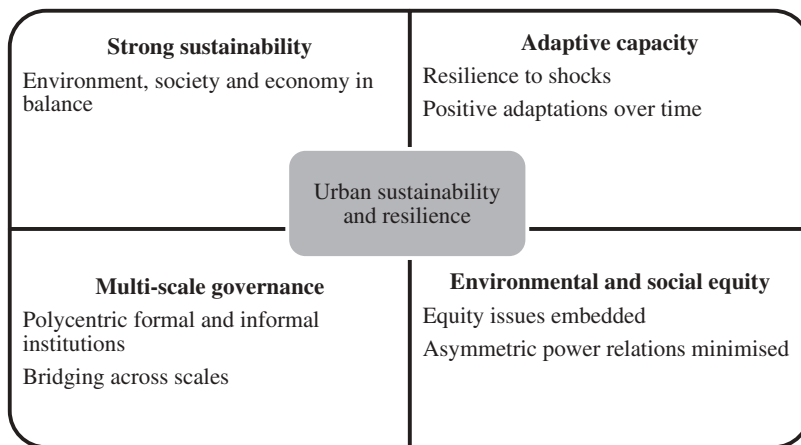 Strong sustainability
Environment, society and economy in
balance
Adaptive capacity
Resilience to shocks
Positive adaptations over time
Urban sustainability
and resilience
Multi-scale governance
Polycentric formal and informal
institutions
Bridging across scales
Environmental and social equity
Equity issues embedded
Asymmetric power relations minimised